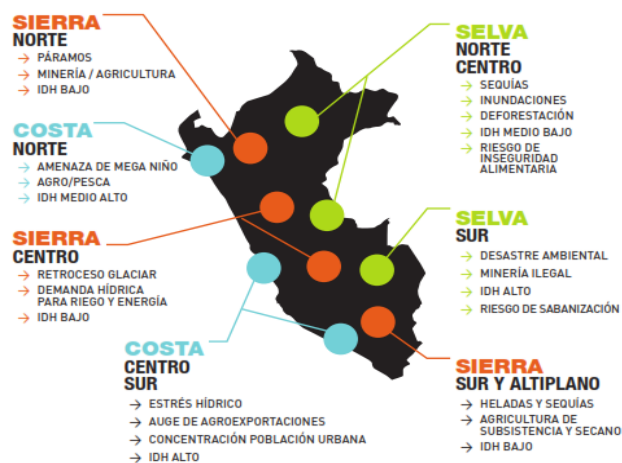 SIERRA
NORTE
→ PÁRAMOS
→ MINERÍA / AGRICULTURA
→ IDH BAJO
COSTA
NORTE
→ AMENAZA DE MEGA NIÑO
→ AGRO/PESCA
→ IDH MEDIO ALTO
SIERRA
CENTRO
→ RETROCESO GLACIAR
→ DEMANDA HÍDRICA
PARA RIEGO Y ENERGÍA
→ IDH BAJO
COSTA
CENTRO
SUR
→ ESTRÉS HÍDRICO
→ AUGE DE AGROEXPORTACIONES
→ CONCENTRACIÓN POBLACIÓN URBANA
→ IDH ALTO
SELVA
NORTE
CENTRO
→ SEQUÍAS
→ INUNDACIONES
→ DEFORESTACIÓN
→ IDH MEDIO BAJO
→ RIESGO DE
INSEGURIDAD
ALIMENTARIA
SELVA
SUR
→ DESASTRE AMBIENTAL
→ MINERÍA ILEGAL
→ IDH ALTO
→ RIESGO DE SABANIZACIÓN
SIERRA
SUR Y ALTIPLANO
→ HELADAS Y SEQUÍAS
→ AGRICULTURA DE
SUBSISTENCIA Y SECANO
→ IDH BAJO